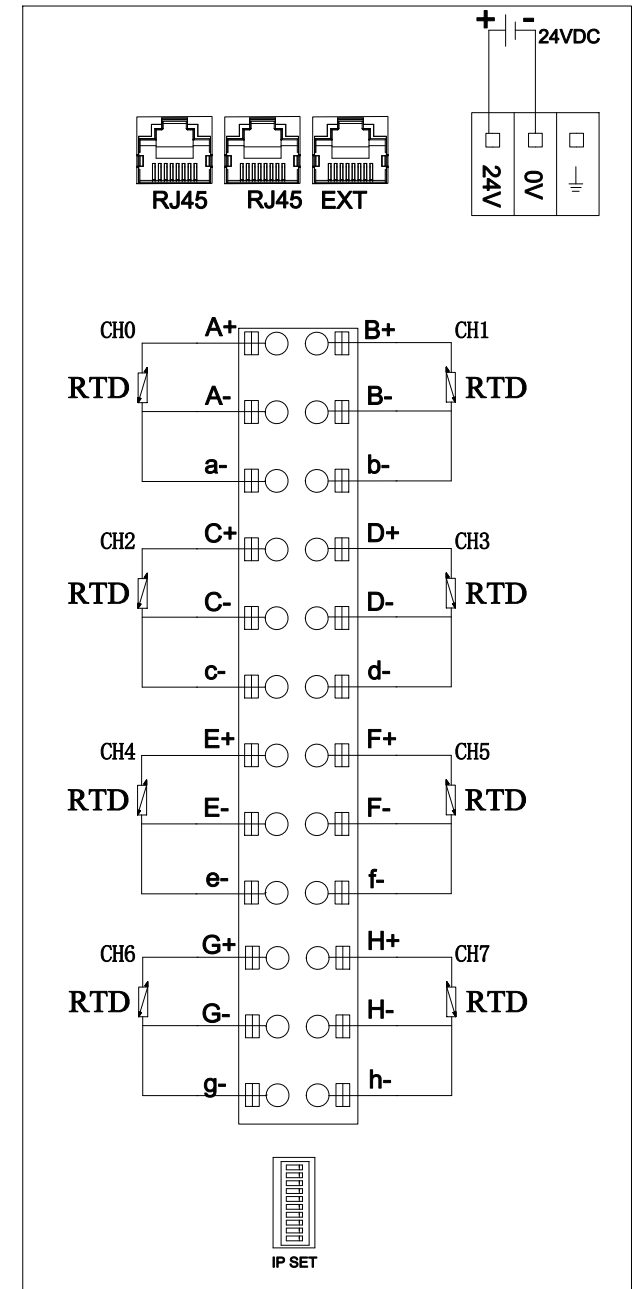 + - 24VDC
RJ45 RJ45 EXT
24V 0V
CH0 A+ B+ CH1
RTD A- B- RTD
a- b-
CH2 C+ D+ CH3
RTD C- D- RTD
c- d-
CH4 E+ F+ CH5
RTD E- F- RTD
e- f-
CH6 G+ H+ CH7
RTD G- H- RTD
g- h-
IP SET